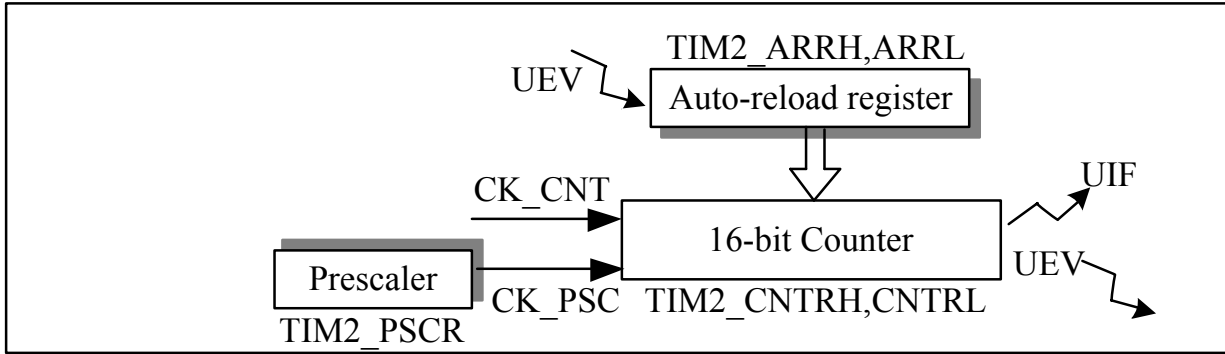 TIM2_ARRH,ARRL
UEV
Auto-reload register
CK_CNT
UIF
16-bit Counter
UEV
Prescaler
CK_PSC
TIM2_CNTRH,CNTRL
TIM2_PSCR